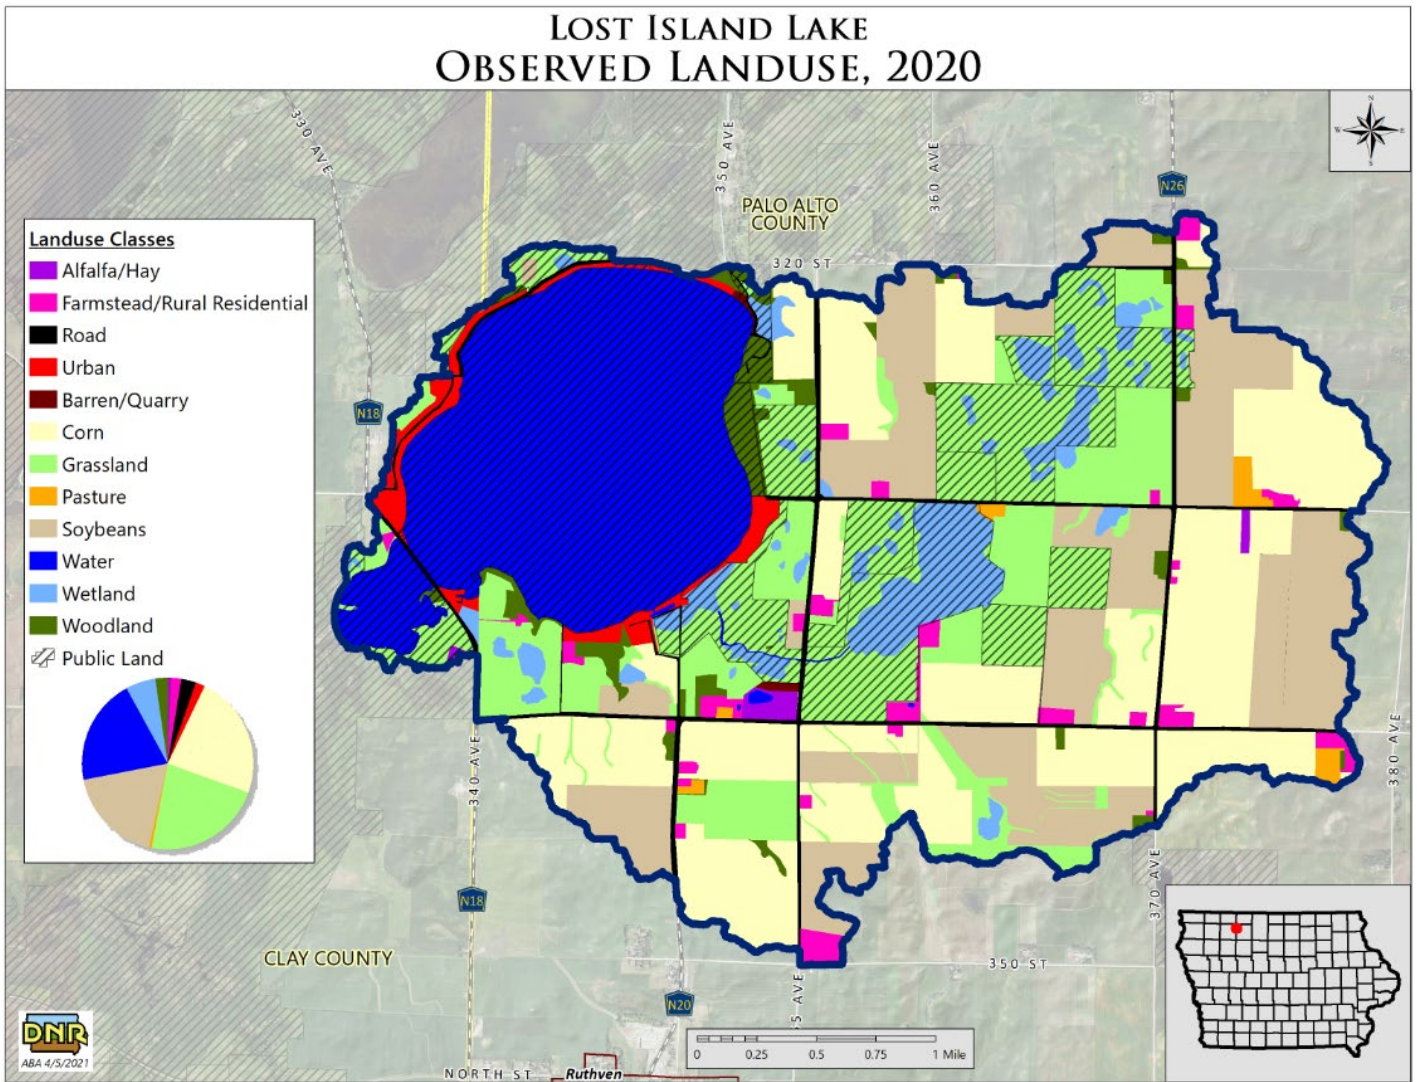 LOST ISLAND LAKE
OBSERVED LANDUSE, 2020
330 AVE
350 AVE
360 AVE
N26
PALO ALTO
COUNTY
320 ST
N
W E
S
Landuse Classes
Alfalfa/Hay
Farmstead/Rural Residential
Road
Urban
Barren/Quarry
Corn
Grassland
Pasture
Soybeans
Water
Wetland
Woodland
Public Land
N18
340 AVE
380 AVE
370 AVE
N18
CLAY COUNTY
350 ST
5 AVE
N20
DNR
ABA 4/5/2021
0 0.25 0.5 0.75 1 Mile
NORTH ST
Ruthven